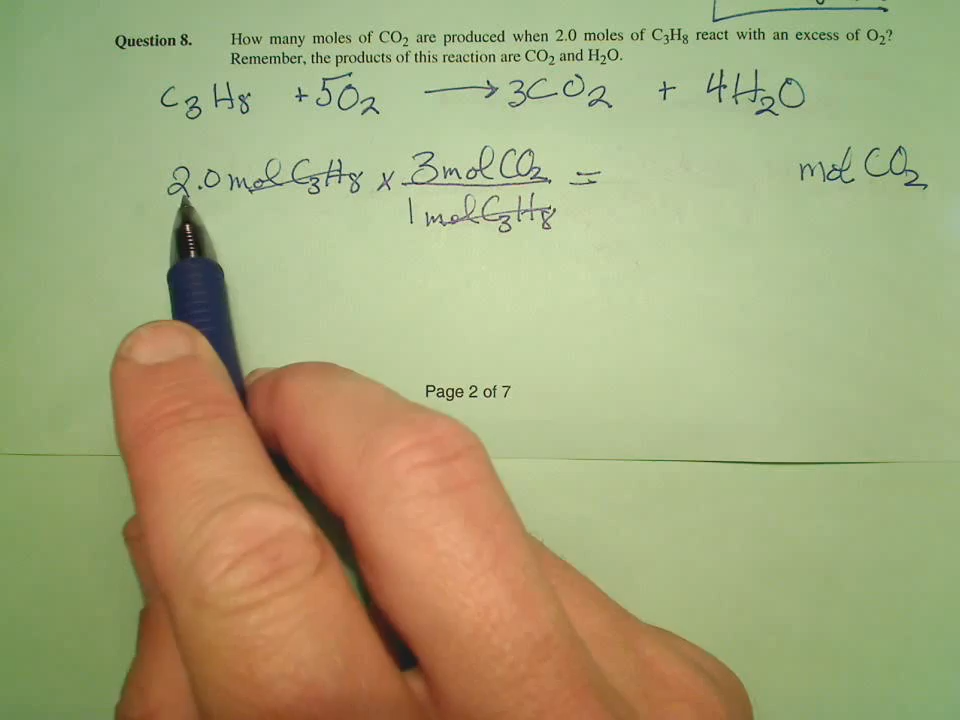 Question 8. How many moles of CO₂ are produced when 2.0 moles of C₃H₈ react with an excess of O₂?
Remember, the products of this reaction are CO₂ and H₂O.
C₃H₈ + 5O₂ ⟶ 3CO₂ + 4H₂O
2.0 mol C₃H₈ × 3 mol CO₂ = mol CO₂
1 mol C₃H₈
Page 2 of 7